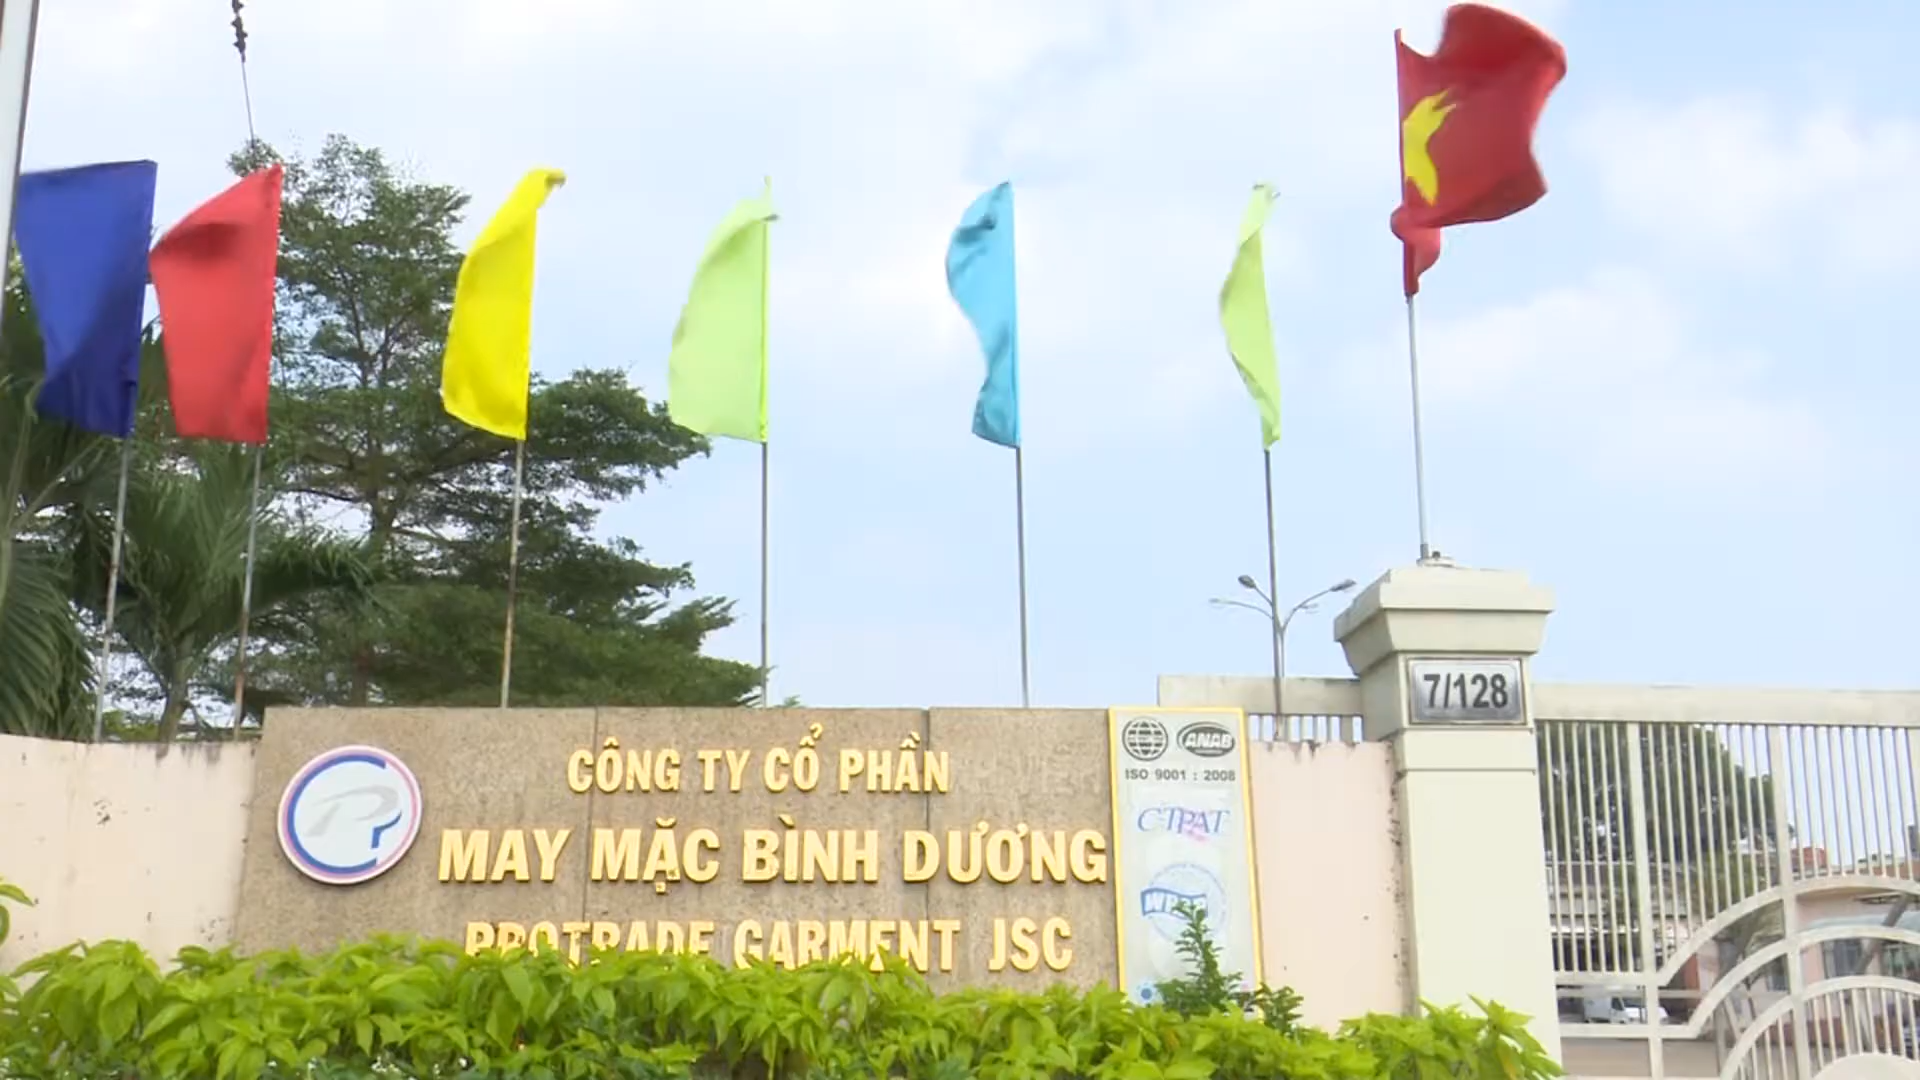 CÔNG TY CỔ PHẦN
MAY MẶC BÌNH DƯƠNG
PROTRADE GARMENT JSC
ANAB
ISO 9001 : 2008
C-TPAT
7/128